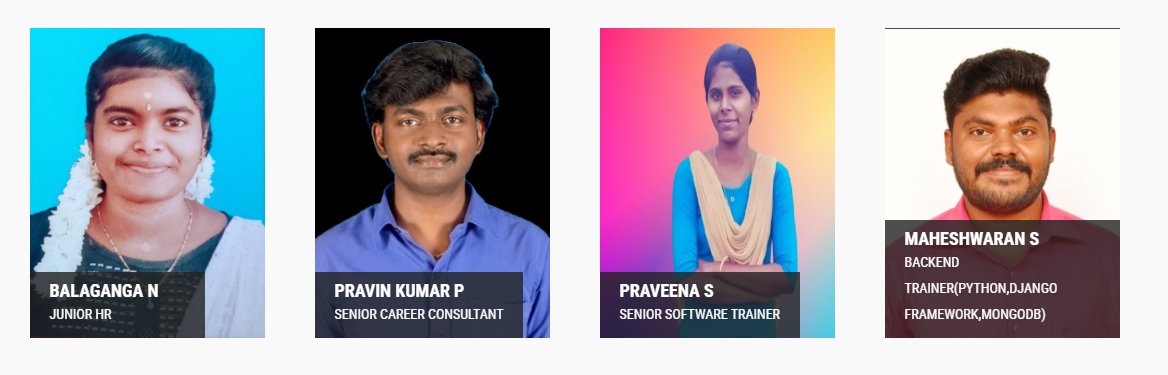 BALAGANGA N
JUNIOR HR
PRAVIN KUMAR P
SENIOR CAREER CONSULTANT
PRAVEENA S
SENIOR SOFTWARE TRAINER
MAHESHWARAN S
BACKEND
TRAINER(PYTHON,DJANGO
FRAMEWORK,MONGODB)